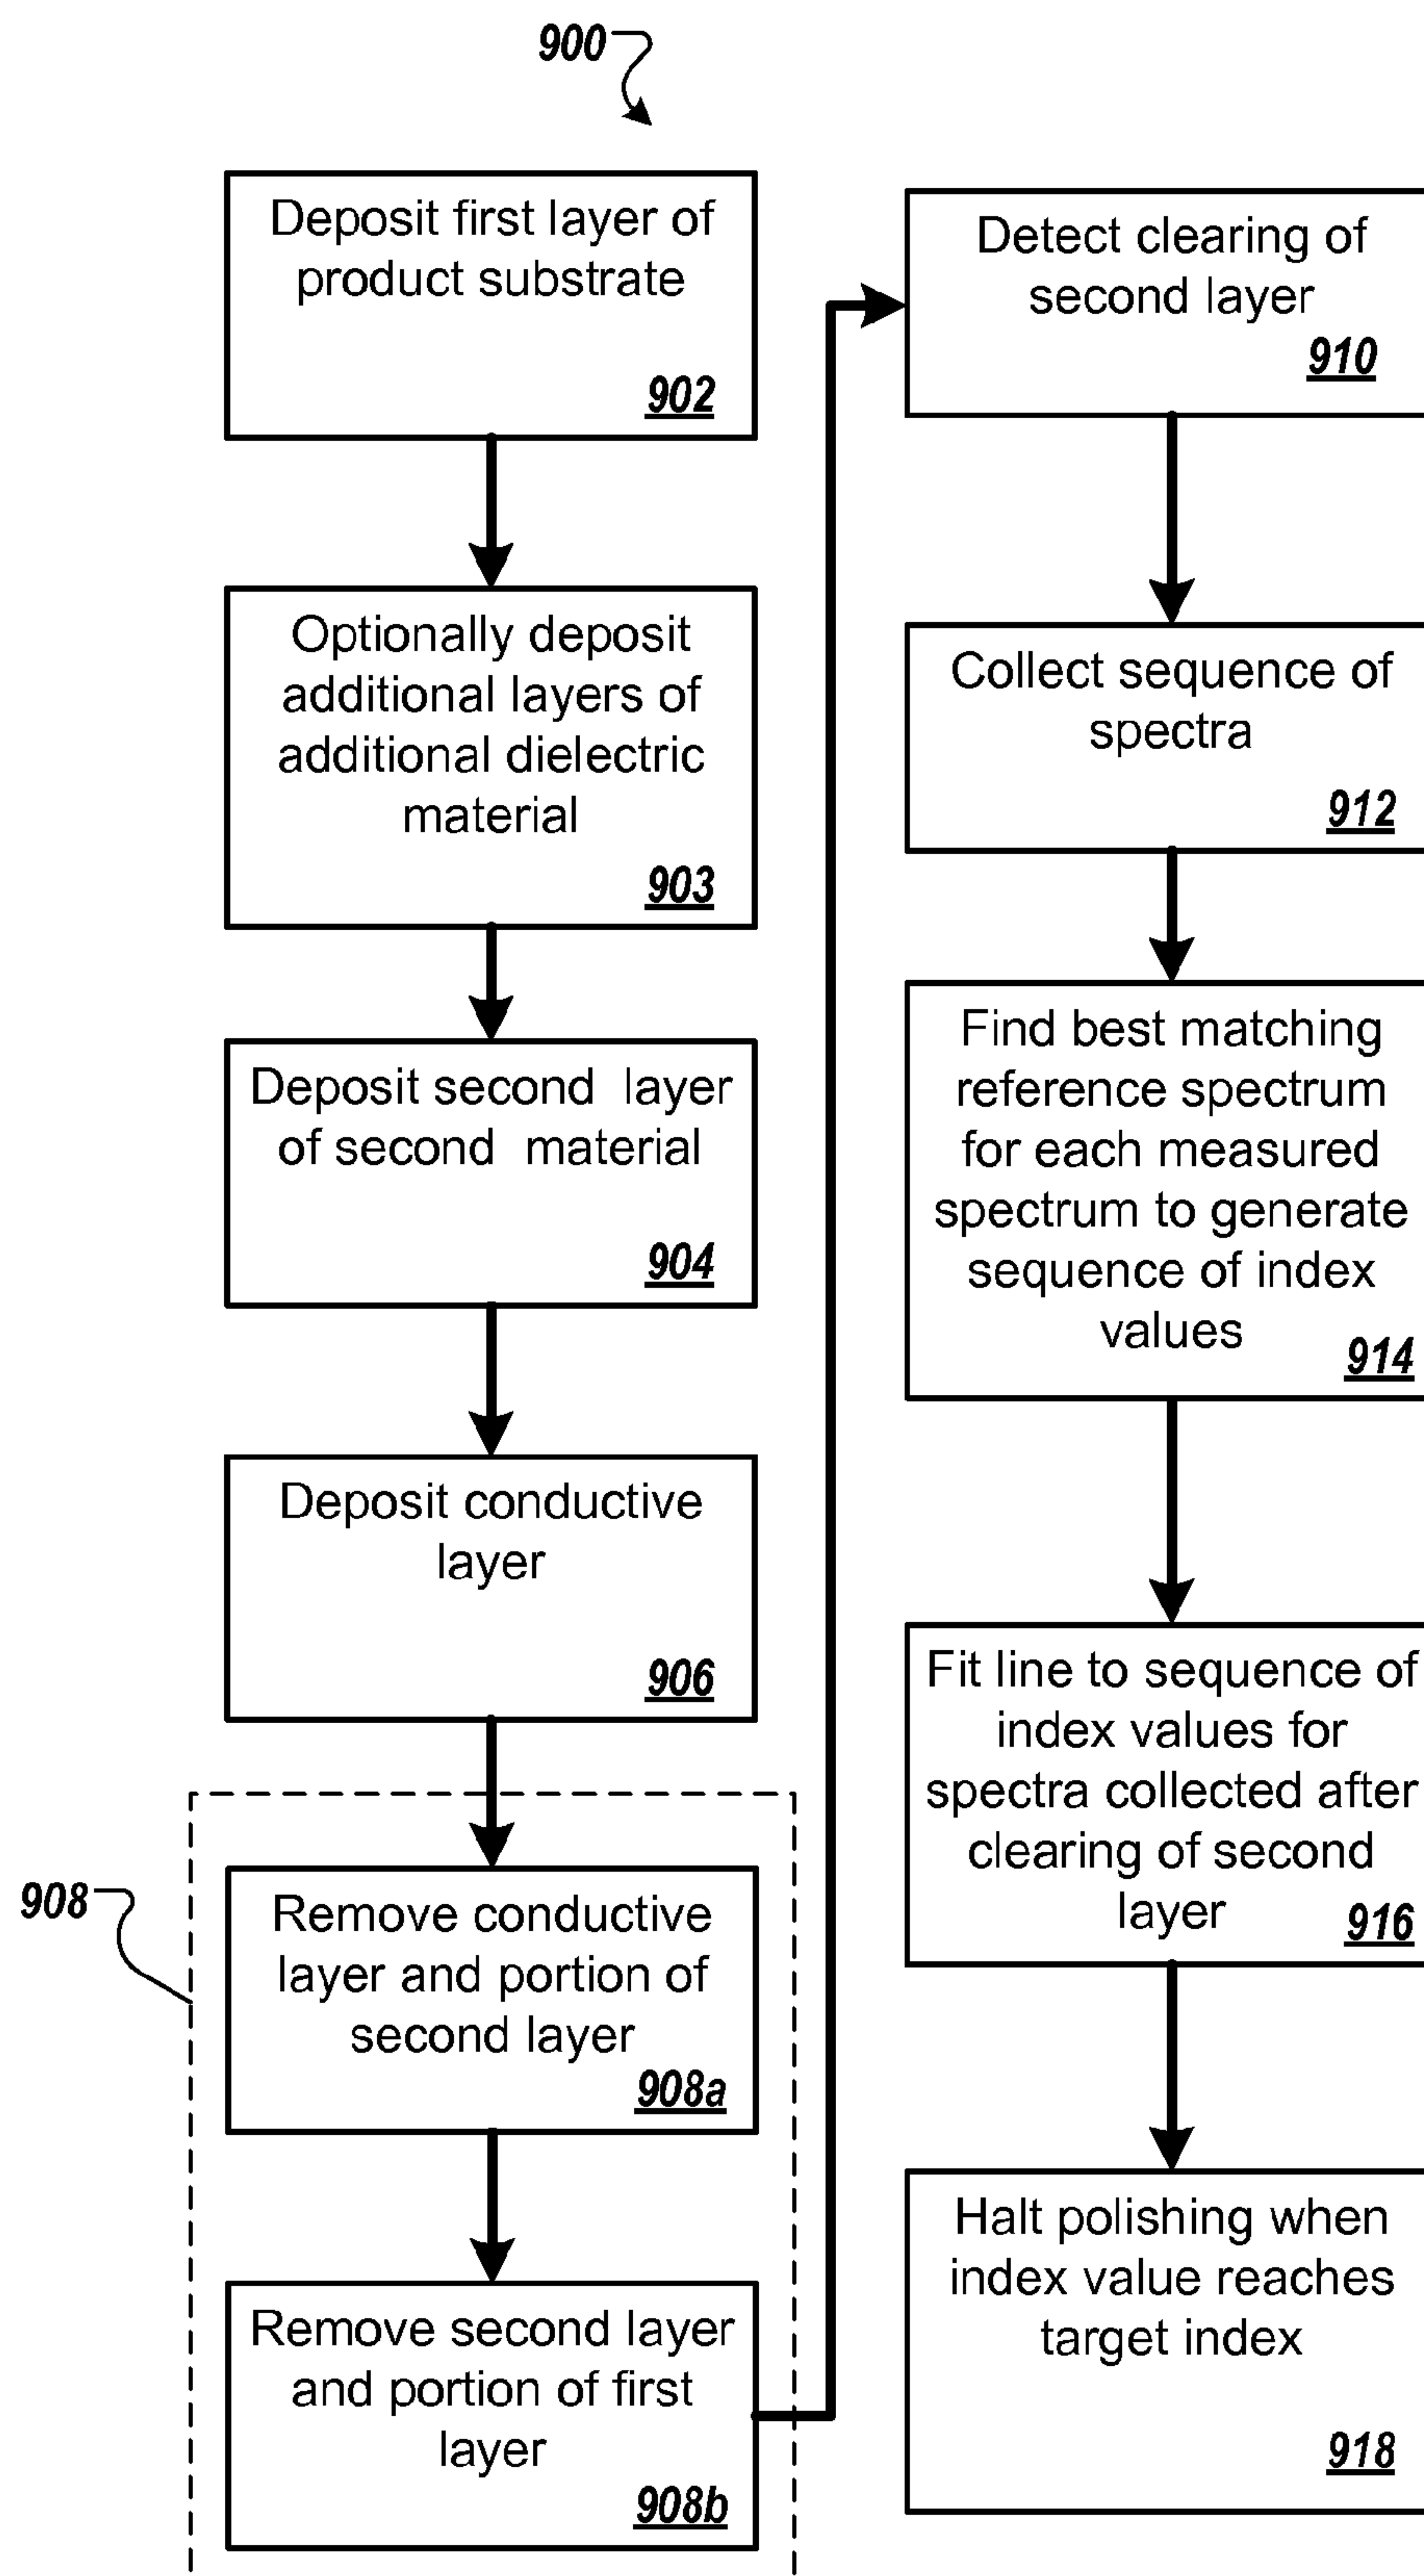 900
Deposit first layer of
product substrate
902
Optionally deposit
additional layers of
additional dielectric
material
903
Deposit second layer
of second material
904
Deposit conductive
layer
906
908
Remove conductive
layer and portion of
second layer
908a
Remove second layer
and portion of first
layer
908b
Detect clearing of
second layer
910
Collect sequence of
spectra
912
Find best matching
reference spectrum
for each measured
spectrum to generate
sequence of index
values
914
Fit line to sequence of
index values for
spectra collected after
clearing of second
layer
916
Halt polishing when
index value reaches
target index
918